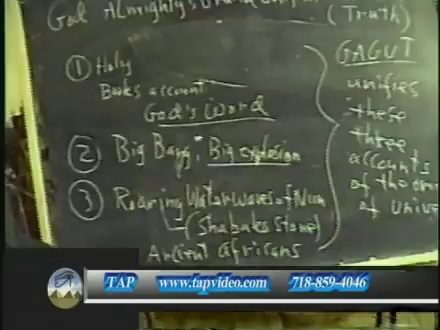 God Almighty's Grand
(Truth)
① Holy
Books account
God's Word
② Big Bang. Big explosion
③ Roaring Waterwaves of Nun
(Shabaka Stone)
Ancient Africans
GAGUT
unifies
these
three
accounts
of the
of unive
TAP www.tapvideo.com 718-859-4046